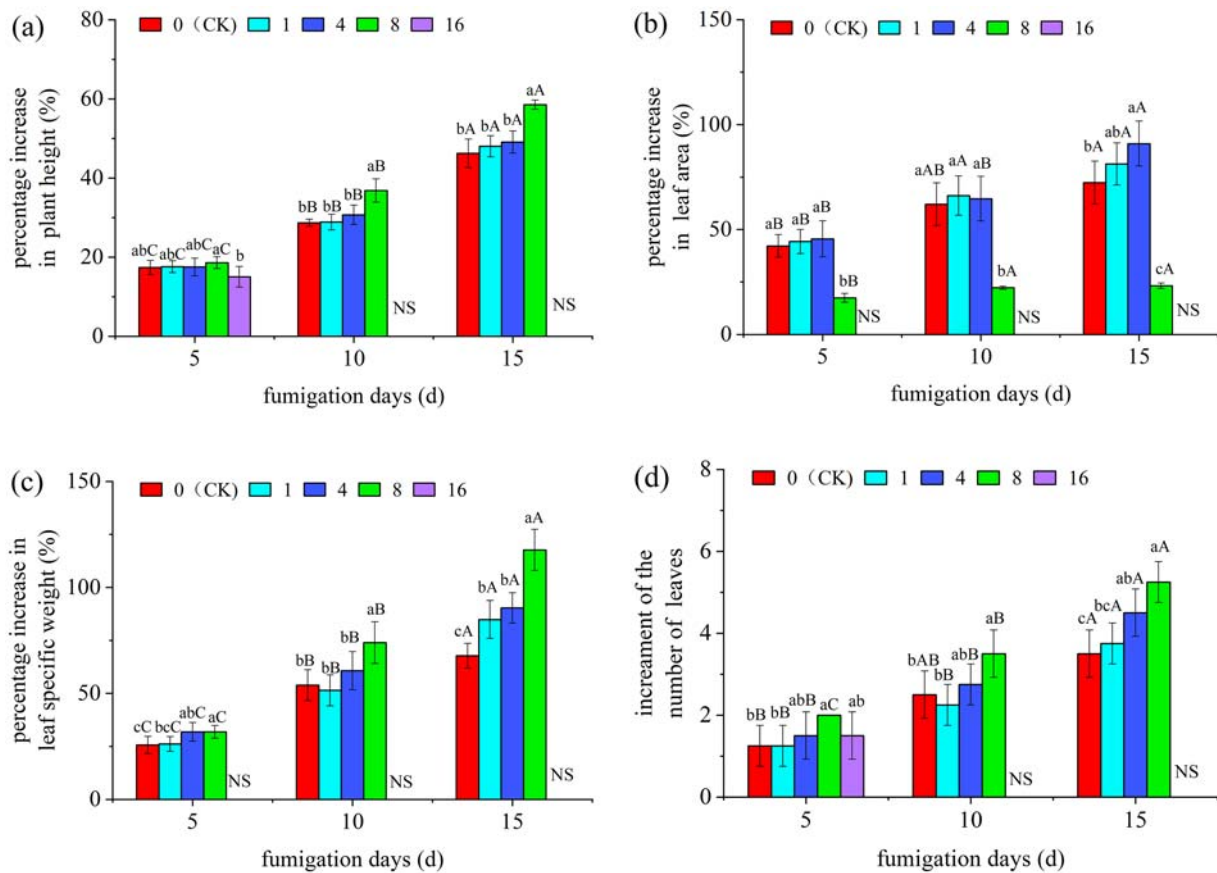 (a)
0 (CK) 1 4 8 16
percentage increase
in plant height (%)
80
60
40
20
0
abC abC abC aC b
bB bB bB aB NS
bA bA bA aA NS
5 10 15
fumigation days (d)
(b)
0 (CK) 1 4 8 16
percentage increase
in leaf area (%)
150
100
50
0
aB aB aB bB NS
aAB aA aB bA NS
bA abA aA cA NS
5 10 15
fumigation days (d)
(c)
0 (CK) 1 4 8 16
percentage increase in
leaf specific weight (%)
150
100
50
0
cC bcC abC aC NS
bB bB bB aB NS
cA bA bA aA NS
5 10 15
fumigation days (d)
(d)
0 (CK) 1 4 8 16
increament of the
number of leaves
8
6
4
2
0
bB bB abB aC ab
bAB bB abB aB NS
cA bcA abA aA NS
5 10 15
fumigation days (d)